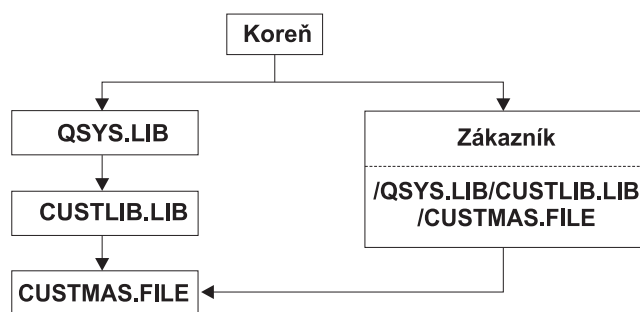 Koreň
QSYS.LIB
CUSTLIB.LIB
CUSTMAS.FILE
Zákazník
/QSYS.LIB/CUSTLIB.LIB
/CUSTMAS.FILE